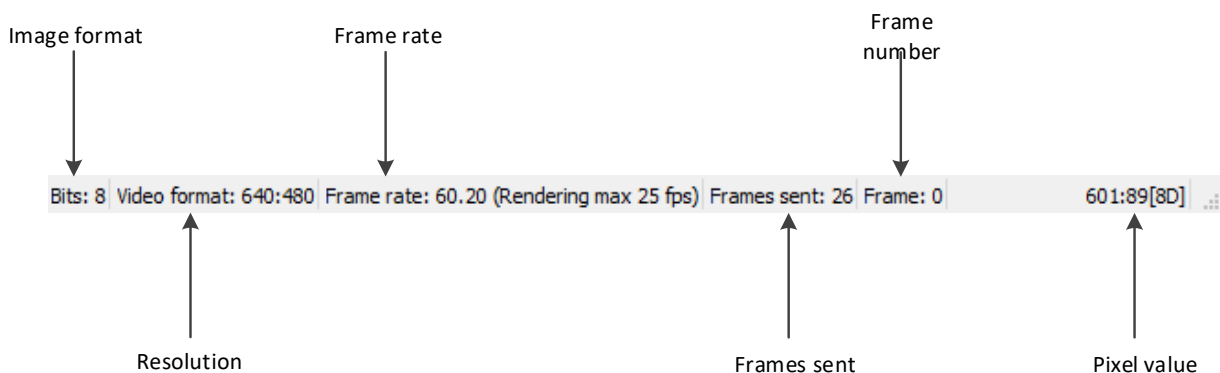 Image format
Frame rate
Frame
number
Bits: 8
Video format: 640:480
Frame rate: 60.20 (Rendering max 25 fps)
Frames sent: 26
Frame: 0
601:89[8D]
Resolution
Frames sent
Pixel value